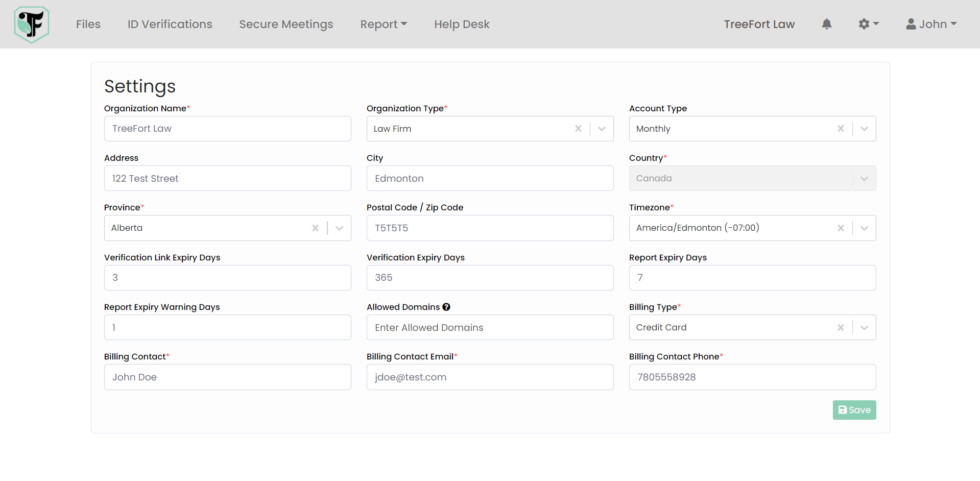 Files ID Verifications Secure Meetings Report Help Desk TreeFort Law John
Settings
Organization Name* Organization Type* Account Type
TreeFort Law Law Firm Monthly
Address City Country*
122 Test Street Edmonton Canada
Province* Postal Code / Zip Code Timezone*
Alberta T5T5T5 America/Edmonton (-07:00)
Verification Link Expiry Days Verification Expiry Days Report Expiry Days
3 365 7
Report Expiry Warning Days Allowed Domains Billing Type*
1 Enter Allowed Domains Credit Card
Billing Contact* Billing Contact Email* Billing Contact Phone*
John Doe jdoe@test.com 7805558928
Save